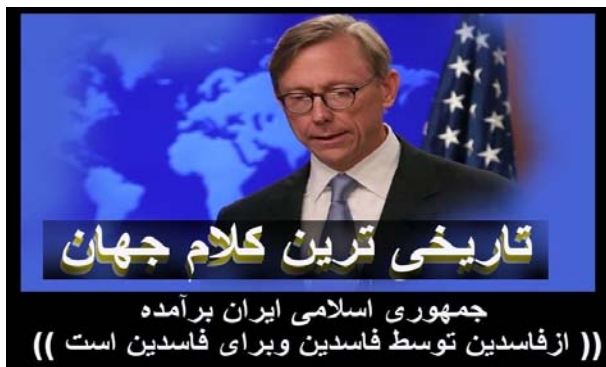 تاریخی ترین کلام جهان
جمهوری اسلامی ایران برآمده
(( ازفاسدین توسط فاسدین وبرای فاسدین است ))